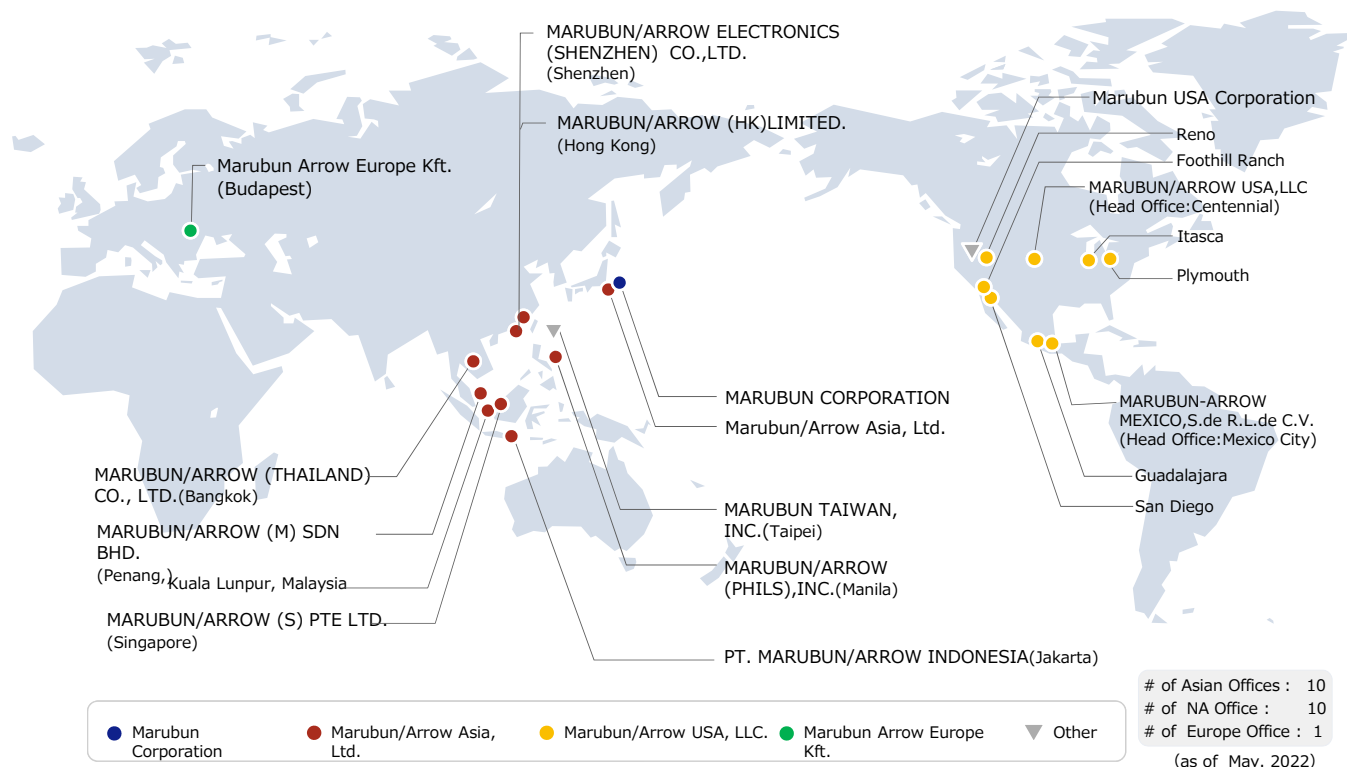 MARUBUN/ARROW ELECTRONICS
(SHENZHEN) CO.,LTD.
(Shenzhen)
MARUBUN/ARROW (HK)LIMITED.
(Hong Kong)
Marubun Arrow Europe Kft.
(Budapest)
Marubun USA Corporation
Reno
Foothill Ranch
MARUBUN/ARROW USA,LLC
(Head Office:Centennial)
Itasca
Plymouth
MARUBUN CORPORATION
Marubun/Arrow Asia, Ltd.
MARUBUN-ARROW
MEXICO,S.de R.L.de C.V.
(Head Office:Mexico City)
Guadalajara
San Diego
MARUBUN/ARROW (THAILAND)
CO., LTD.(Bangkok)
MARUBUN/ARROW (M) SDN
BHD.
(Penang,)
Kuala Lunpur, Malaysia
MARUBUN/ARROW (S) PTE LTD.
(Singapore)
MARUBUN TAIWAN,
INC.(Taipei)
MARUBUN/ARROW
(PHILS),INC.(Manila)
PT. MARUBUN/ARROW INDONESIA(Jakarta)
# of Asian Offices : 10
# of NA Office : 10
# of Europe Office : 1
(as of May. 2022)
Marubun
Corporation
Marubun/Arrow Asia,
Ltd.
Marubun/Arrow USA, LLC.
Marubun Arrow Europe
Kft.
Other